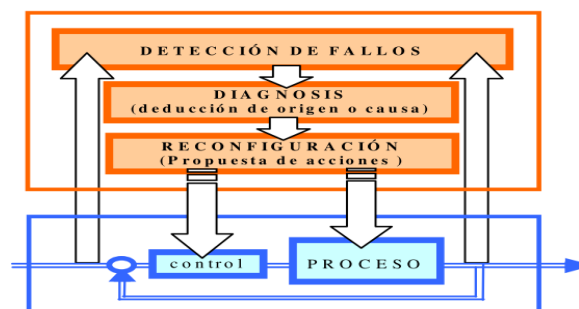 DETECCIÓN DE FALLOS
DIAGNOSIS
(deducción de origen o causa)
RECONFIGURACIÓN
(Propuesta de acciones )
control
PROCESO